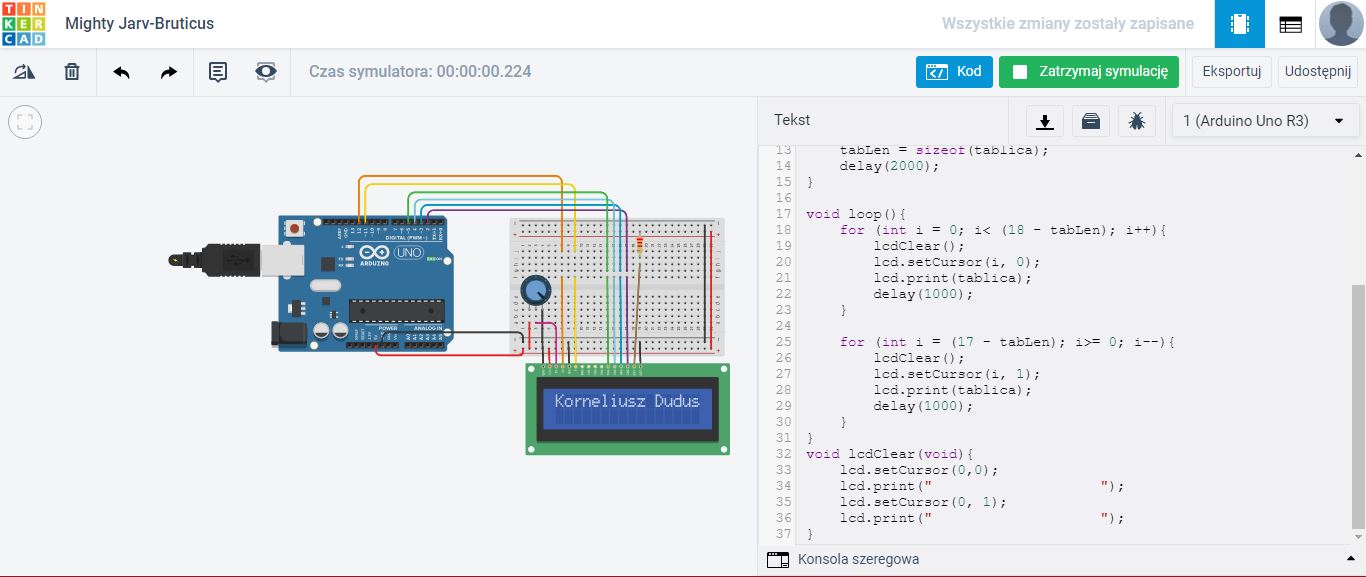 TINKERCAD
Mighty Jarv-Bruticus
Wszystkie zmiany zostały zapisane
Czas symulatora: 00:00:00.224
Kod
Zatrzymaj symulację
Eksportuj
Udostępnij
Tekst
1 (Arduino Uno R3)
13 tabLen = sizeof(tablica);
14 delay(2000);
15 }
16
17 void loop(){
18 for (int i = 0; i< (18 - tabLen); i++){
19 lcdClear();
20 lcd.setCursor(i, 0);
21 lcd.print(tablica);
22 delay(1000);
23 }
24
25 for (int i = (17 - tabLen); i>= 0; i--){
26 lcdClear();
27 lcd.setCursor(i, 1);
28 lcd.print(tablica);
29 delay(1000);
30 }
31 }
32 void lcdClear(void){
33 lcd.setCursor(0,0);
34 lcd.print("                ");
35 lcd.setCursor(0, 1);
36 lcd.print("                ");
37 }
DIGITAL (PWM~)
UNO
ARDUINO
POWER
ANALOG IN
Korneliusz Dudus
Konsola szeregowa